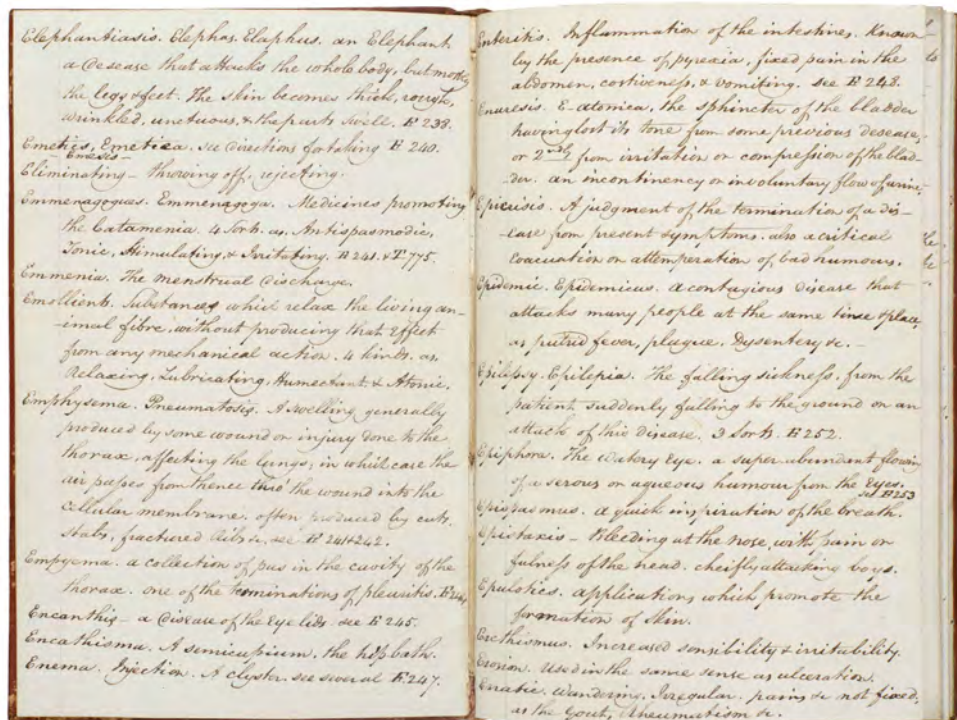 Elephantiasis. Elephas. Elaphus. an Elephant
a Desease that attacks the whole body, but mostly
the legs & feet. The skin becomes thick, rough,
wrinkled, unctuous, & the parts swell. H 238.
Emetics, Emetica. see directions for taking H 240.
- Emesis -
Eliminating - throwing off, rejecting.
Emmenagogues. Emmenagoga. Medicines promoting
the Catamenia. 4 Sorts. as. Antispasmodic,
Tonic, Stimulating, & Irritating. H 241. & T 775.
Emmenia. The menstrual Discharge.
Emollients. Substances which relax the living an-
-imal fibre, without producing that Effect
from any mechanical action. 4 kinds. as,
Relaxing, Lubricating, Humectant & Atonic.
Emphysema. Pneumatosis. A swelling generally
produced by some wound or injury done to the
thorax, affecting the lungs; in which case the
air passes from thence thro' the wound into the
Cellular membrane. often produced by cuts,
stabs, fractured Ribs &c, see H 241 & 242.
Empyema. a collection of pus in the cavity of the
thorax. one of the terminations of pleuritis. H 244
Encanthis - a Disease of the Eye lids. see H 245.
Encathisma. A semicupium. the hip bath.
Enema. Injection. A clyster. see several H. 247.
Enteritis. Inflammation of the intestines. Known
by the presence of pyrexia, fixed pain in the
abdomen, costiveness, & vomiting. see H 248.
Enuresis. E. atonica, the sphincter of the bladder
having lost its tone from some previous desease,
or 2ndly from irritation or compression of the blad-
-der. an incontinency or involuntary flow of urine,
Epicrisis. A judgment of the termination of a dis-
-ease from present symptoms. also a critical
Evacuation or attemperation of bad humours.
Epidemic. Epidemicus. a contagious disease that
attacks many people at the same time & place,
as putrid fever, plague, Dysentery &c. -
Epilepsy. Epilepia. The falling sickness, from the
patient suddenly falling to the ground on an
attack of this disease. 3 Sorts. H 252.
Epiphora. The Watery Eye. a super-abundant flowing
of a serous or aqueous humour from the Eyes.
see H 253
Epispasmus. a quick inspiration of the breath.
Epistaxis - Bleeding at the nose, with pain or
fulness of the head. cheifly attacking boys.
Epulotics. applications which promote the
formation of skin.
Erethismus. Increased sensibility & irritability.
Erosion. Used in the same sense as ulceration.
Erratic. Wandering. Irregular. pains &c not fixed,
as the Gout, Rheumatism &c.